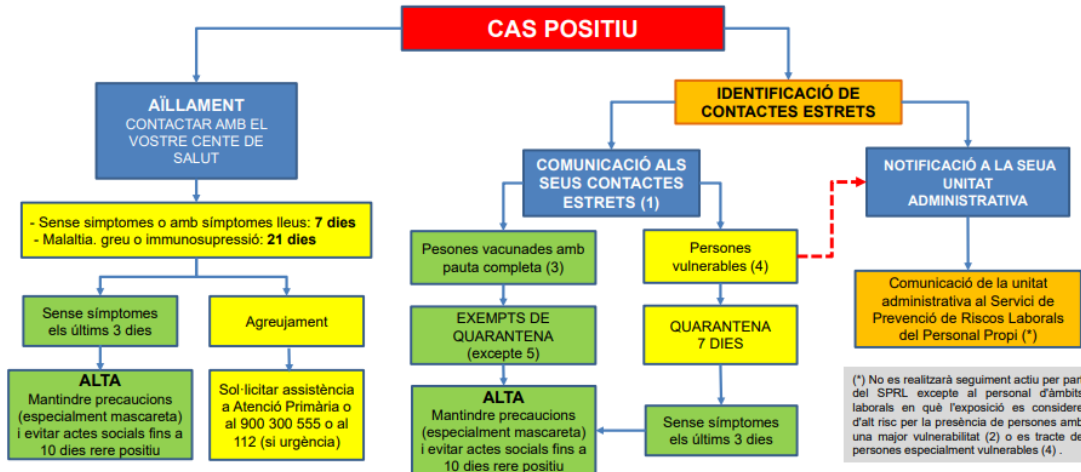 CAS POSITIU
AÏLLAMENT
CONTACTAR AMB EL
VOSTRE CENTE DE
SALUT
- Sense simptomes o amb símptomes lleus: 7 dies
- Malaltia. greu o immunosupressió: 21 dies
Sense símptomes
els últims 3 dies
Agreujament
ALTA
Mantindre precaucions
(especialment mascareta)
i evitar actes socials fins a
10 dies rere positiu
Sol·licitar assistència
a Atenció Primària o
al 900 300 555 o al
112 (si urgència)
IDENTIFICACIÓ DE
CONTACTES ESTRETS
COMUNICACIÓ ALS
SEUS CONTACTES
ESTRETS (1)
Pesones vacunades amb
pauta completa (3)
EXEMPTS DE
QUARANTENA
(excepte 5)
ALTA
Mantindre precaucions
(especialment mascareta)
i evitar actes socials fins a
10 dies rere positiu
Persones
vulnerables (4)
QUARANTENA
7 DIES
Sense símptomes
els últims 3 dies
NOTIFICACIÓ A LA SEUA
UNITAT
ADMINISTRATIVA
Comunicació de la unitat
administrativa al Servici de
Prevenció de Riscos Laborals
del Personal Propi (*)
(*) No es realitzarà seguiment actiu per part
del SPRL excepte al personal d'àmbits
laborals en què l'exposició es considere
d'alt risc per la presència de persones amb
una major vulnerabilitat (2) o es tracte de
persones especialment vulnerables (4) .